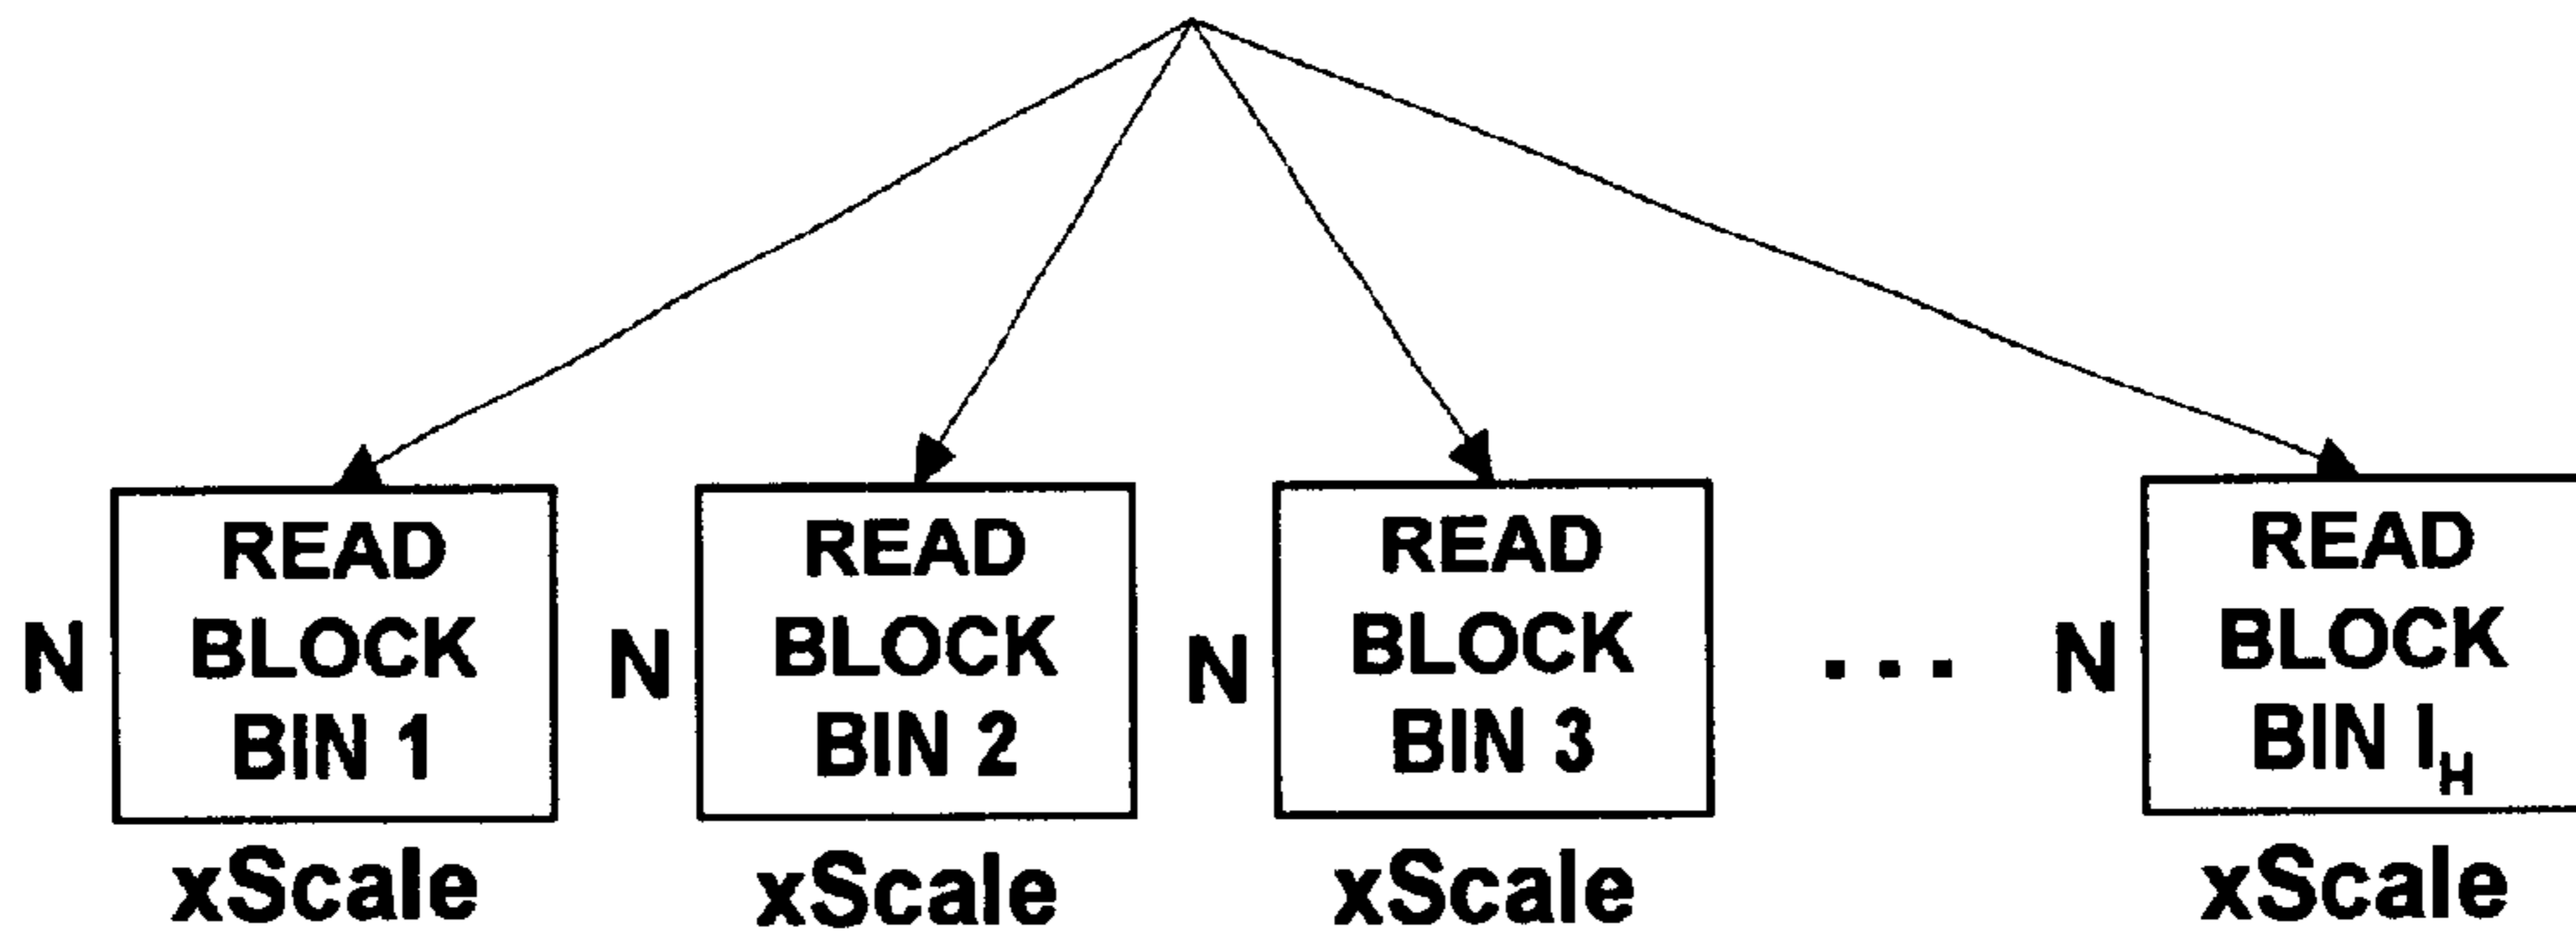 READ
BLOCK
BIN 1
N
xScale
READ
BLOCK
BIN 2
N
xScale
READ
BLOCK
BIN 3
N
xScale
...
READ
BLOCK
BIN I_H
N
xScale